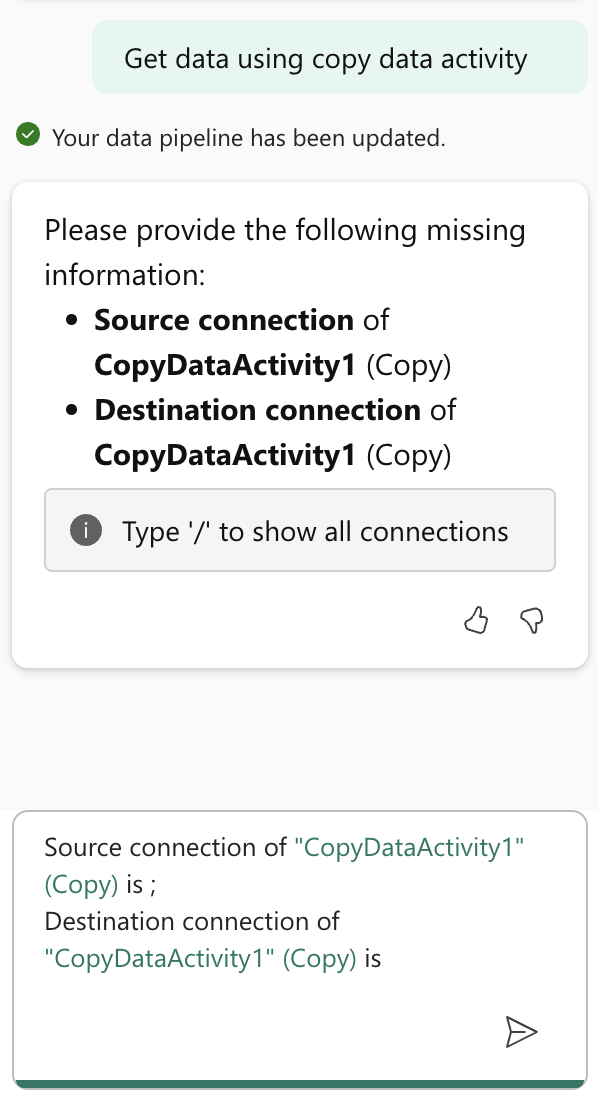 Get data using copy data activity
Your data pipeline has been updated.
Please provide the following missing
information:
• Source connection of
CopyDataActivity1 (Copy)
• Destination connection of
CopyDataActivity1 (Copy)
Type '/' to show all connections
Source connection of "CopyDataActivity1"
(Copy) is ;
Destination connection of
"CopyDataActivity1" (Copy) is